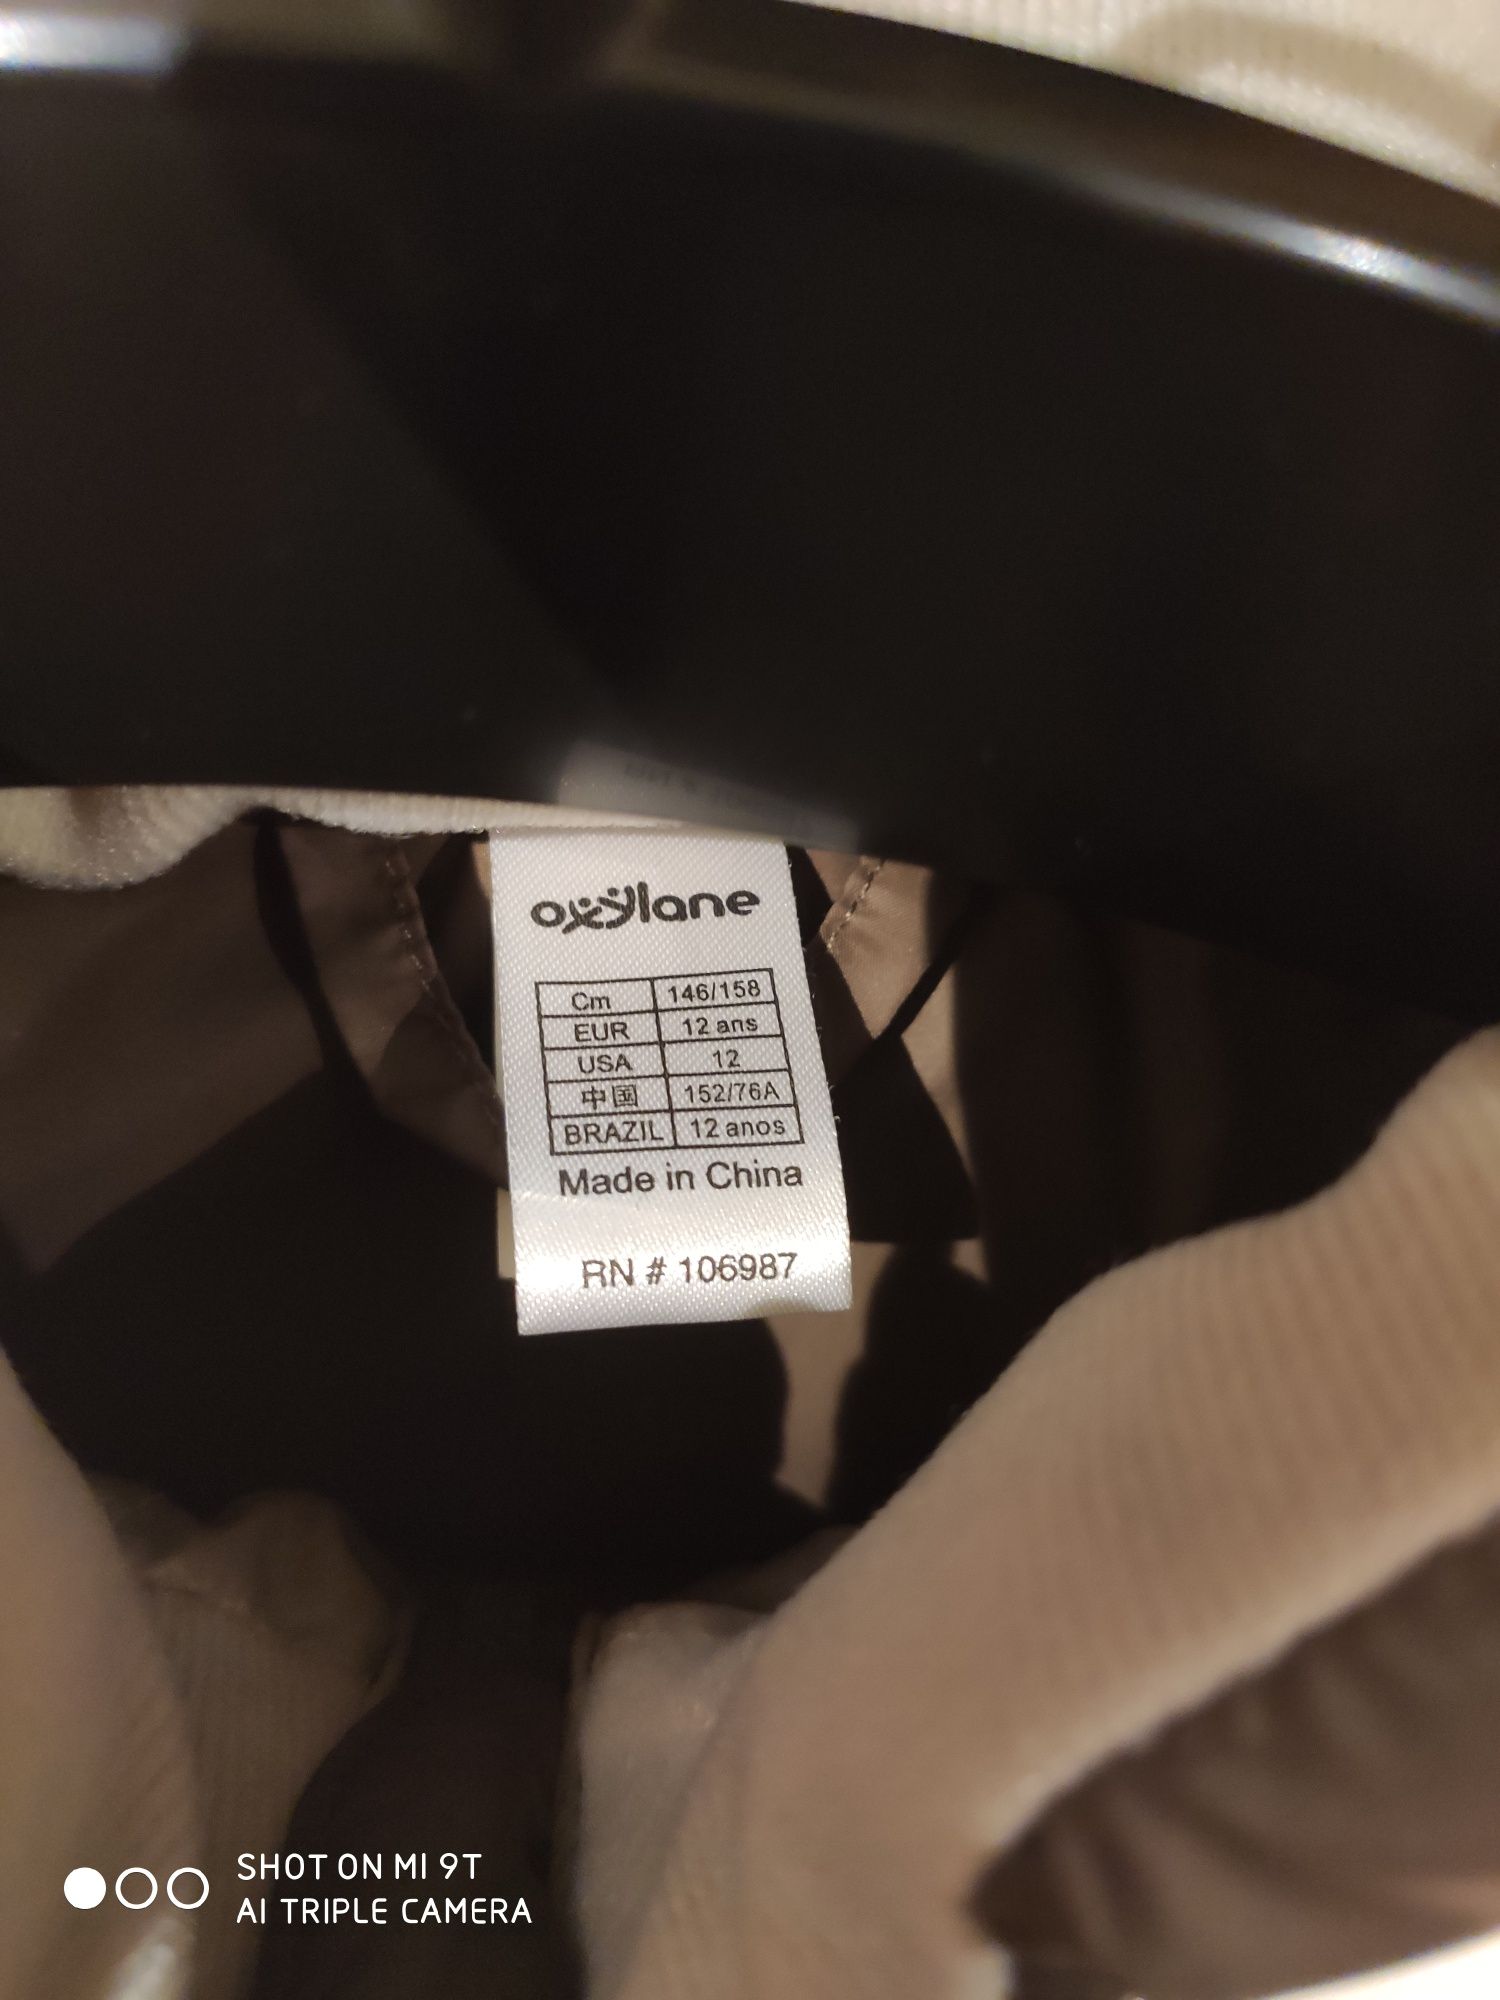 oxylane
Cm 146/158
EUR 12 ans
USA 12
中国 152/76A
BRAZIL 12 anos
Made in China
RN # 106987
SHOT ON MI 9T
AI TRIPLE CAMERA